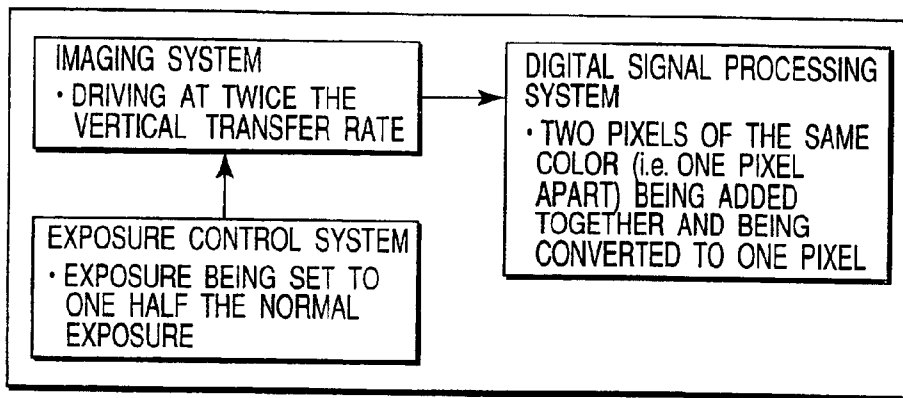 IMAGING SYSTEM
· DRIVING AT TWICE THE
VERTICAL TRANSFER RATE
EXPOSURE CONTROL SYSTEM
· EXPOSURE BEING SET TO
ONE HALF THE NORMAL
EXPOSURE
DIGITAL SIGNAL PROCESSING
SYSTEM
· TWO PIXELS OF THE SAME
COLOR (i.e. ONE PIXEL
APART) BEING ADDED
TOGETHER AND BEING
CONVERTED TO ONE PIXEL